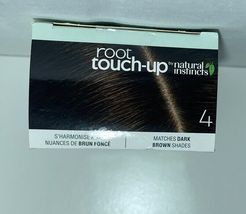 root
touch-up by natural
instincts
4
S'HARMONISE À
NUANCES DE BRUN FONCÉ
MATCHES DARK
BROWN SHADES